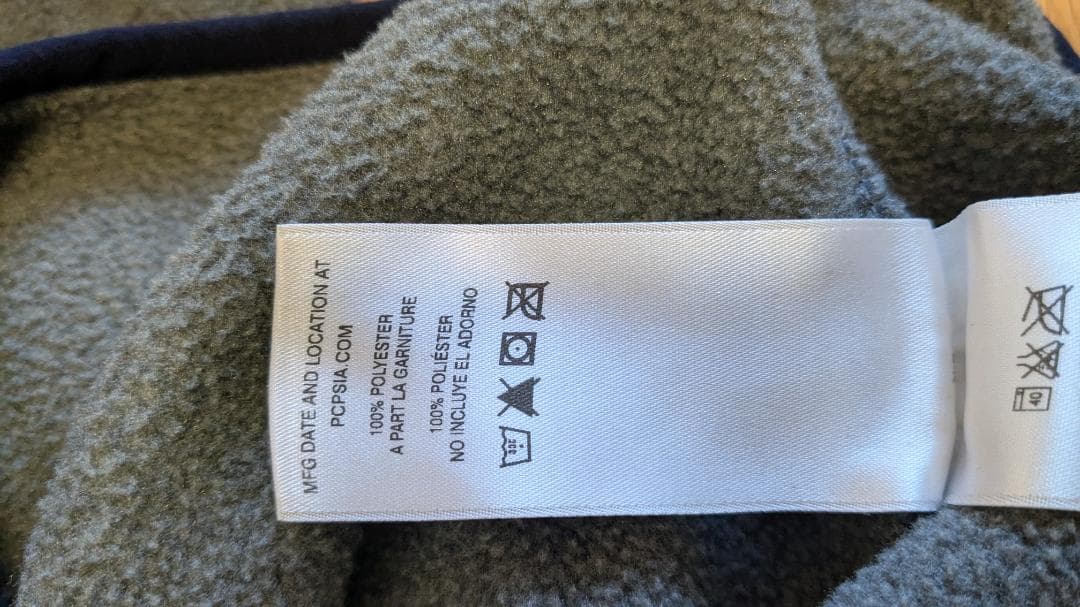 MFG DATE AND LOCATION AT
PCPSIA.COM
100% POLYESTER
A PART LA GARNITURE
100% POLIÉSTER
NO INCLUYE EL ADORNO
30C
40